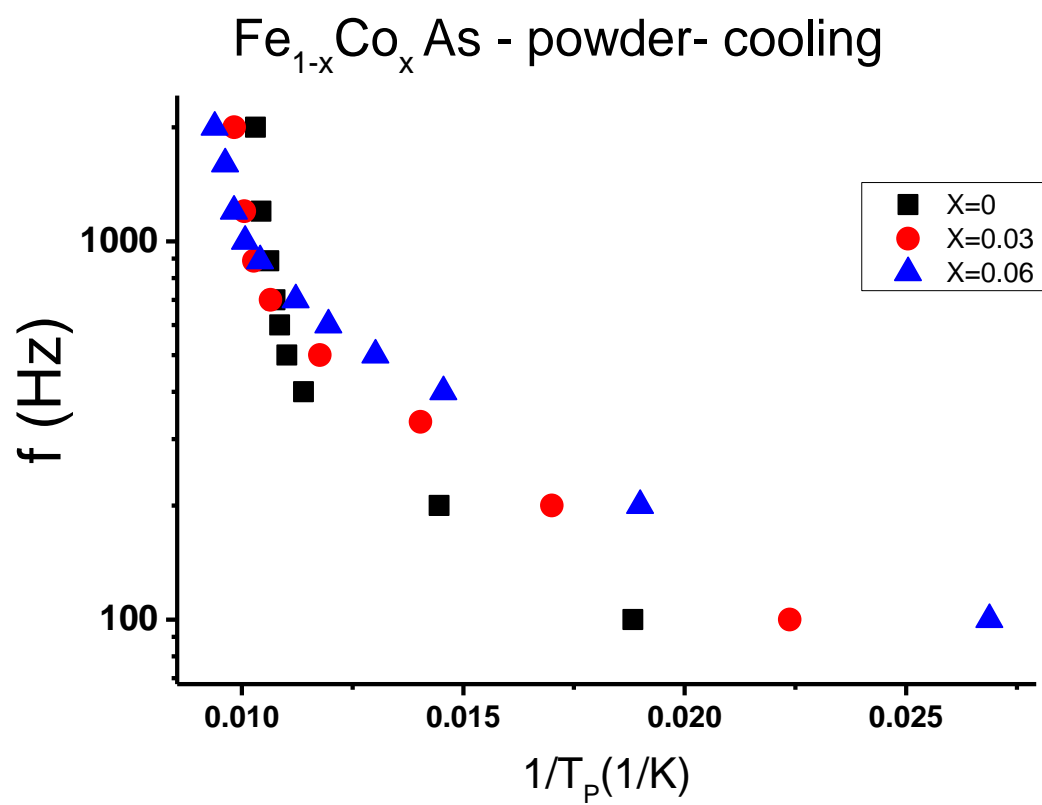 Fe1-xCox As - powder- cooling
X=0
X=0.03
X=0.06
1000
100
f (Hz)
0.010 0.015 0.020 0.025
1/TP(1/K)